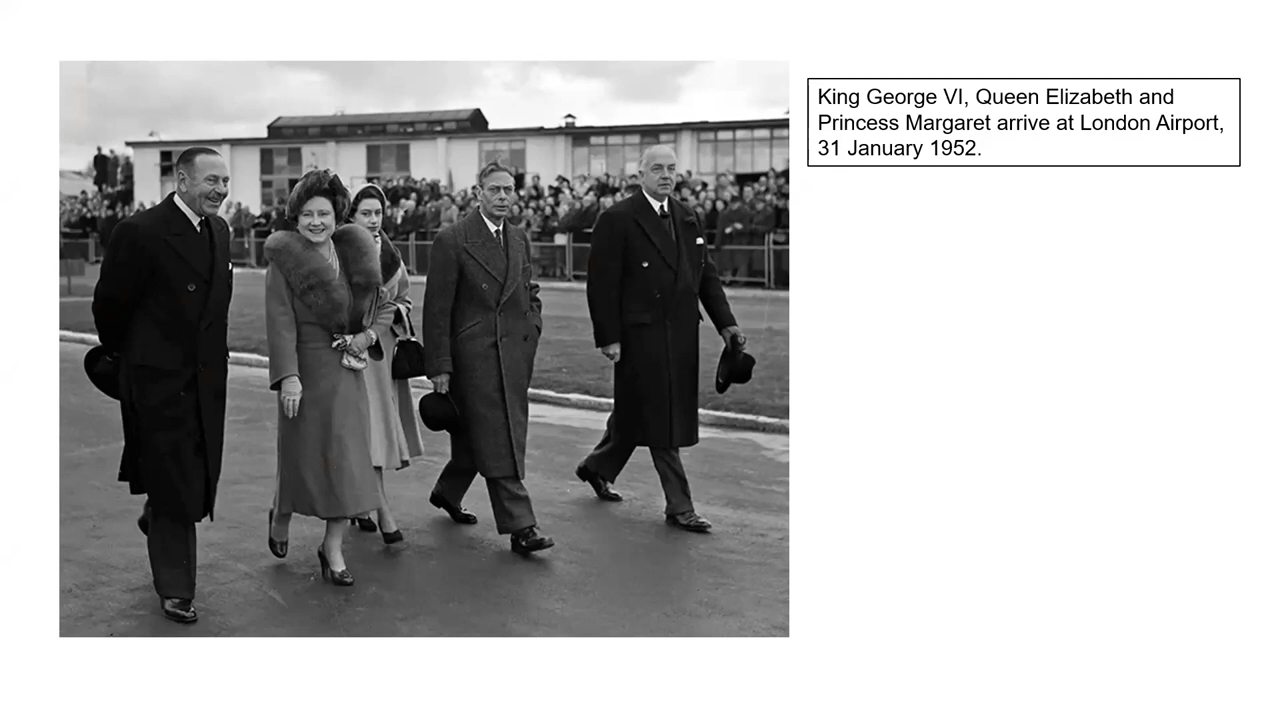 King George VI, Queen Elizabeth and
Princess Margaret arrive at London Airport,
31 January 1952.